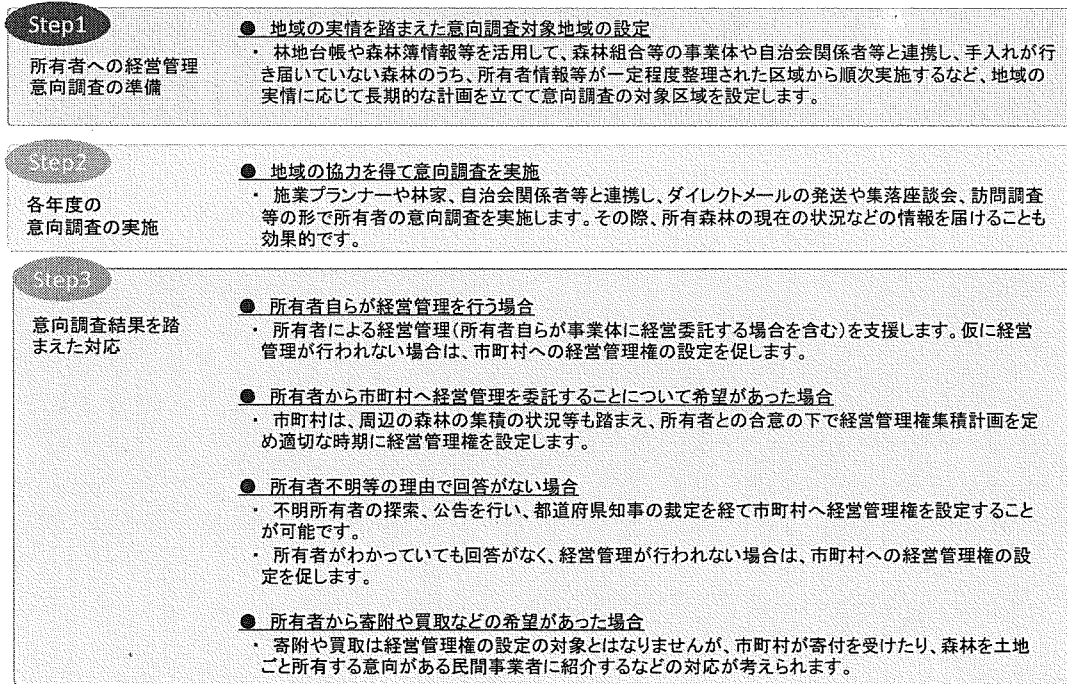 Step1
所有者への経営管理
意向調査の準備
● 地域の実情を踏まえた意向調査対象地域の設定
・ 林地台帳や森林簿情報等を活用して、森林組合等の事業体や自治会関係者等と連携し、手入れが行
き届いていない森林のうち、所有者情報等が一定程度整理された区域から順次実施するなど、地域の
実情に応じて長期的な計画を立てて意向調査の対象区域を設定します。
Step2
各年度の
意向調査の実施
● 地域の協力を得て意向調査を実施
・ 施業プランナーや林家、自治会関係者等と連携し、ダイレクトメールの発送や集落座談会、訪問調査
等の形で所有者の意向調査を実施します。その際、所有森林の現在の状況などの情報を届けることも
効果的です。
Step3
意向調査結果を踏
まえた対応
● 所有者自らが経営管理を行う場合
・ 所有者による経営管理(所有者自らが事業体に経営委託する場合を含む)を支援します。仮に経営
管理が行われない場合は、市町村への経営管理権の設定を促します。
● 所有者から市町村へ経営管理を委託することについて希望があった場合
・ 市町村は、周辺の森林の集積の状況等も踏まえ、所有者との合意の下で経営管理権集積計画を定
め適切な時期に経営管理権を設定します。
● 所有者不明等の理由で回答がない場合
・ 不明所有者の探索、公告を行い、都道府県知事の裁定を経て市町村へ経営管理権を設定すること
が可能です。
・ 所有者がわかっていても回答がなく、経営管理が行われない場合は、市町村への経営管理権の設
定を促します。
● 所有者から寄附や買取などの希望があった場合
・ 寄附や買取は経営管理権の設定の対象とはなりませんが、市町村が寄付を受けたり、森林を土地
ごと所有する意向がある民間事業者に紹介するなどの対応が考えられます。